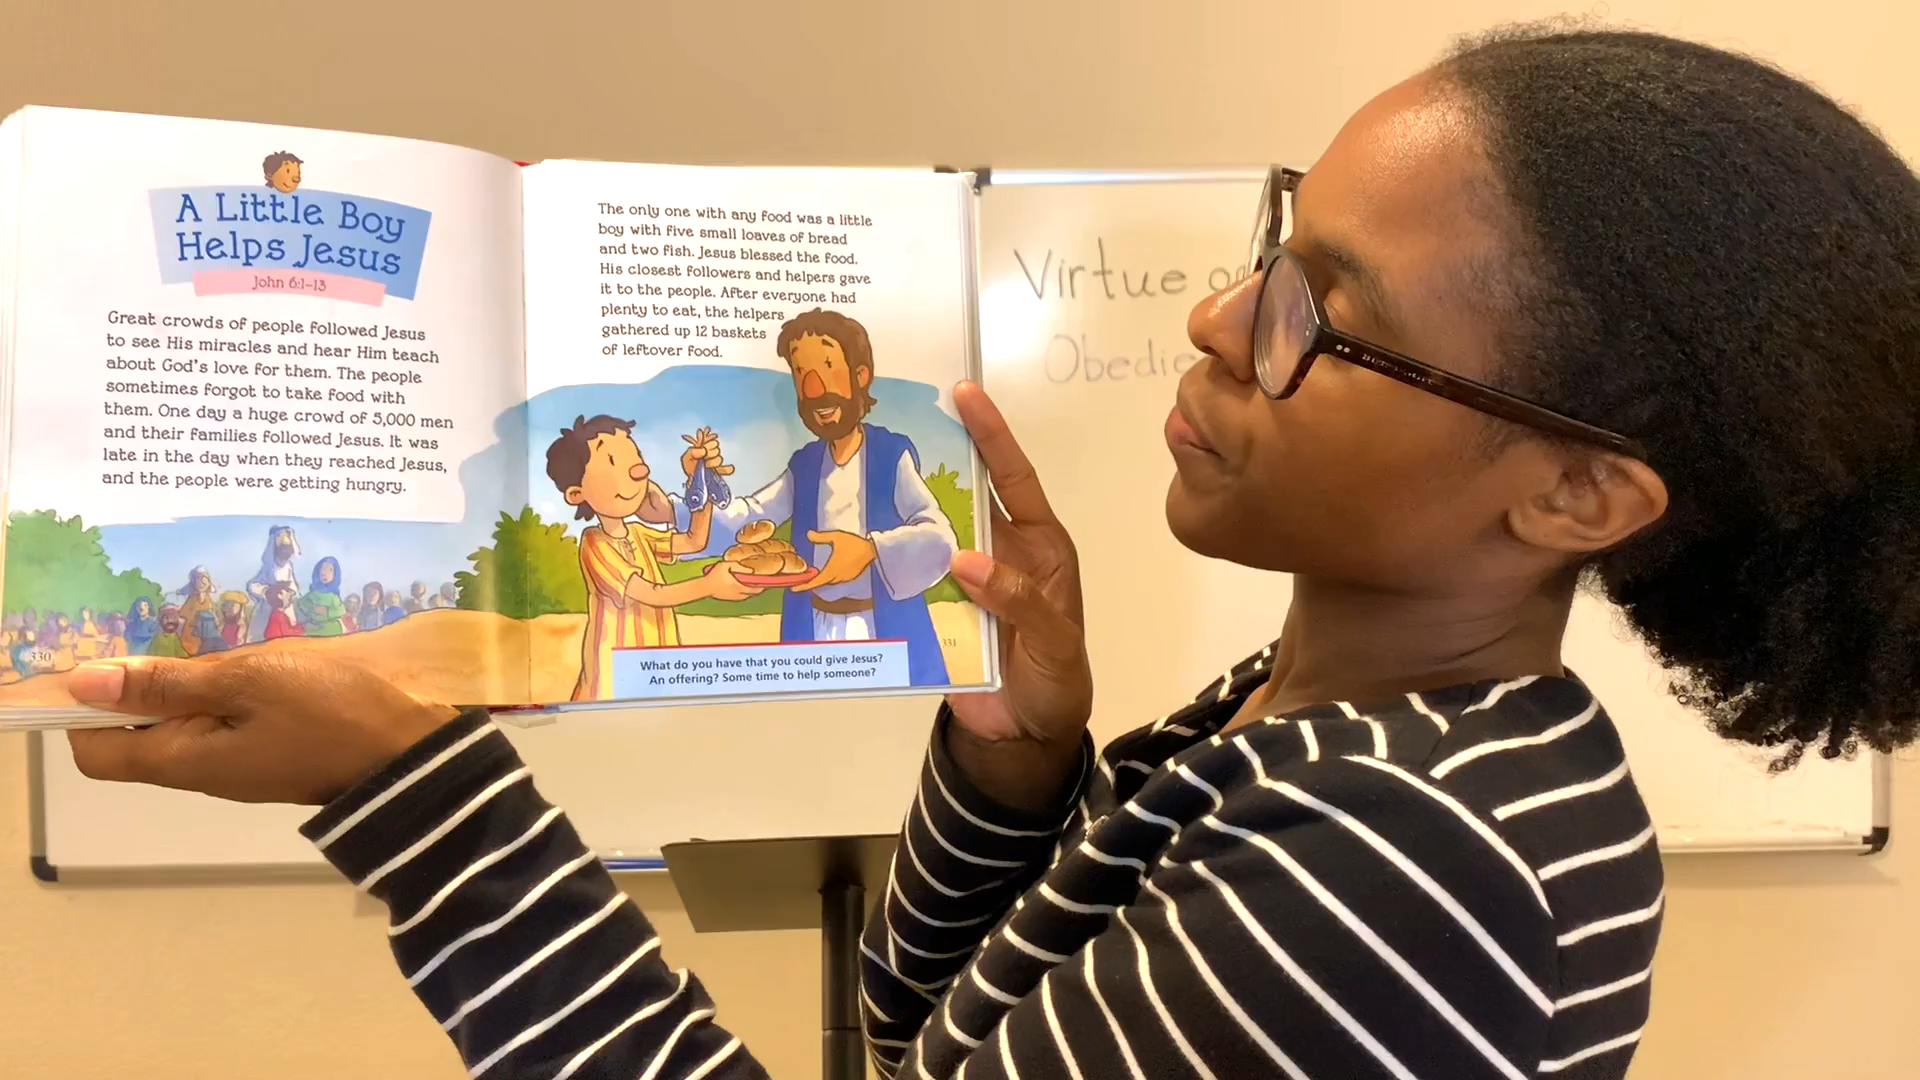 A Little Boy
Helps Jesus
John 6:1–13
Great crowds of people followed Jesus
to see His miracles and hear Him teach
about God's love for them. The people
sometimes forgot to take food with
them. One day a huge crowd of 5,000 men
and their families followed Jesus. It was
late in the day when they reached Jesus,
and the people were getting hungry.
330
The only one with any food was a little
boy with five small loaves of bread
and two fish. Jesus blessed the food.
His closest followers and helpers gave
it to the people. After everyone had
plenty to eat, the helpers
gathered up 12 baskets
of leftover food.
What do you have that you could give Jesus?
An offering? Some time to help someone?
331
Virtue